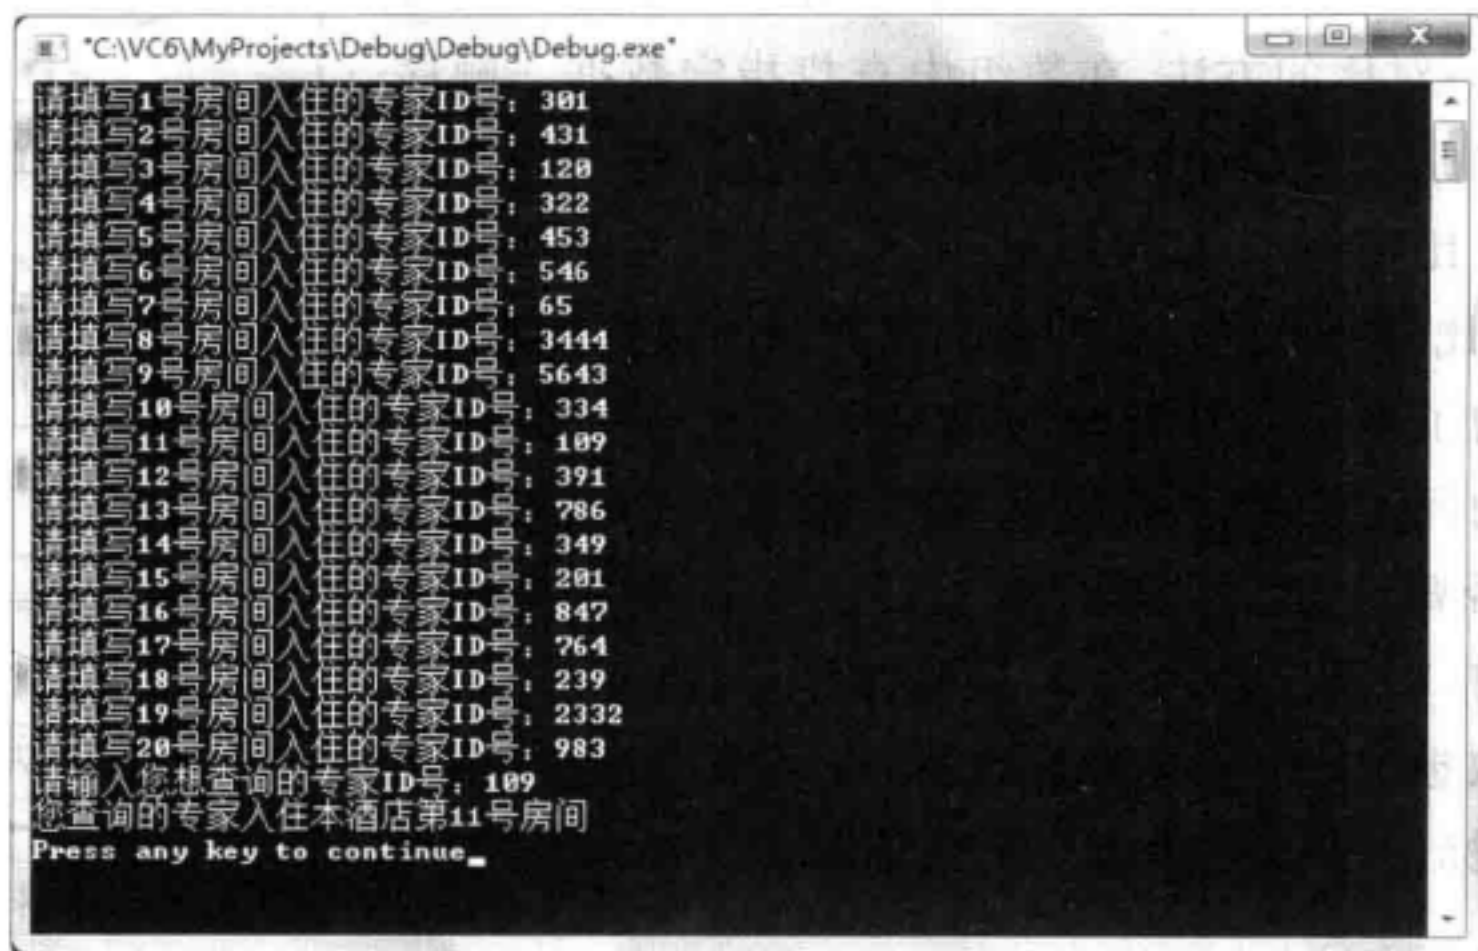 "C:\VC6\MyProjects\Debug\Debug\Debug.exe"
请填写1号房间入住的专家ID号：301
请填写2号房间入住的专家ID号：431
请填写3号房间入住的专家ID号：120
请填写4号房间入住的专家ID号：322
请填写5号房间入住的专家ID号：453
请填写6号房间入住的专家ID号：546
请填写7号房间入住的专家ID号：65
请填写8号房间入住的专家ID号：3444
请填写9号房间入住的专家ID号：5643
请填写10号房间入住的专家ID号：334
请填写11号房间入住的专家ID号：109
请填写12号房间入住的专家ID号：391
请填写13号房间入住的专家ID号：786
请填写14号房间入住的专家ID号：349
请填写15号房间入住的专家ID号：201
请填写16号房间入住的专家ID号：847
请填写17号房间入住的专家ID号：764
请填写18号房间入住的专家ID号：239
请填写19号房间入住的专家ID号：2332
请填写20号房间入住的专家ID号：983
请输入您想查询的专家ID号：109
您查询的专家入住本酒店第11号房间
Press any key to continue